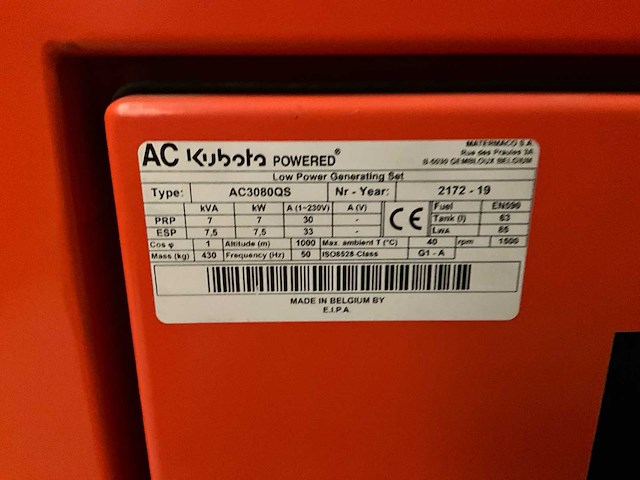 AC Kubota POWERED®
MATERMACO S.A.
Rue des Praules
B-5030 GEMBLOUX BELGIUM
Low Power Generating Set
Type: AC3080QS Nr - Year: 2172 - 19
kVA kW A (1~230V) A (V) Fuel EN590
PRP 7 7 30 - CE Tank (l) 63
ESP 7,5 7,5 33 - LWA 85
Cos φ 1 Altitude (m) 1000 Max. ambient T (°C) 40 rpm 1500
Mass (kg) 430 Frequency (Hz) 50 ISO8528-Class G1 - A
MADE IN BELGIUM BY
E.I.P.A.